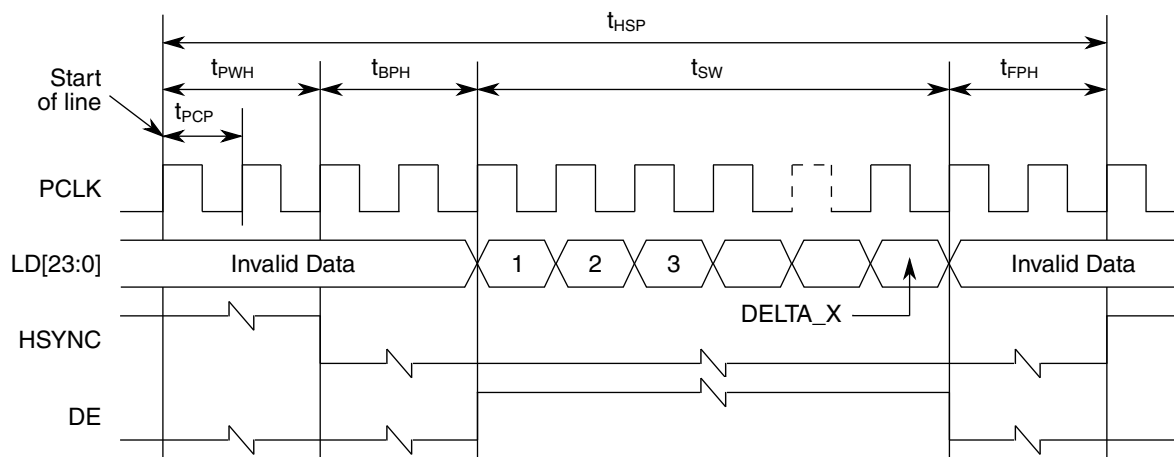 tHSP
tPWH
tBPH
tSW
tFPH
Start
of line
tPCP
PCLK
LD[23:0]
Invalid Data
1
2
3
Invalid Data
DELTA_X
HSYNC
DE